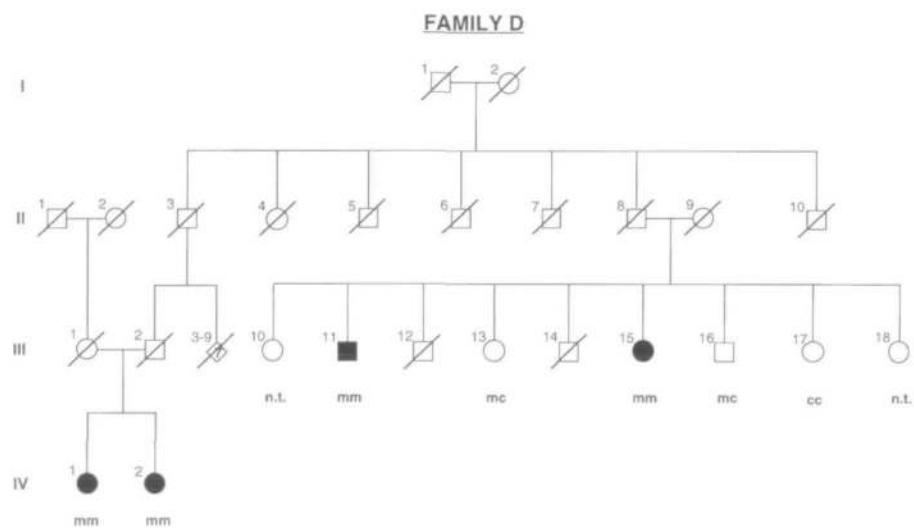 FAMILY D
I
1 2
II
1 2 3 4 5 6 7 8 9 10
III
1 2 3-9 10 11 12 13 14 15 16 17 18
?
n.t. mm mc mm mc cc n.t.
IV
1 2
mm mm